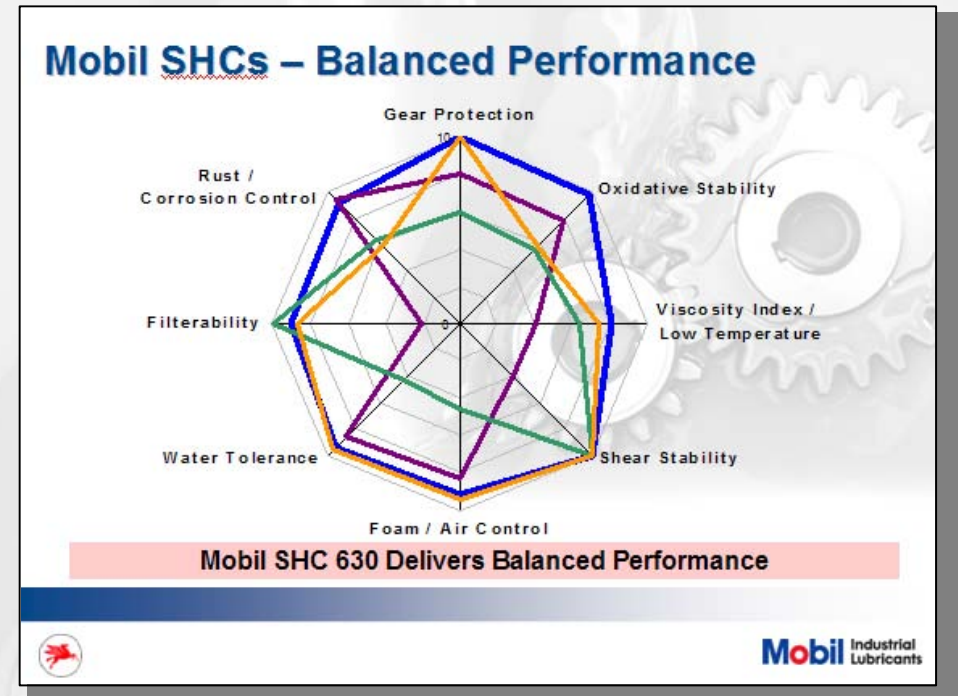 Mobil SHCs – Balanced Performance
Gear Protection
10
Rust /
Corrosion Control
Oxidative Stability
Filterability
0
Viscosity Index /
Low Temperature
Water Tolerance
Shear Stability
Foam / Air Control
Mobil SHC 630 Delivers Balanced Performance
Mobil Industrial
Lubricants